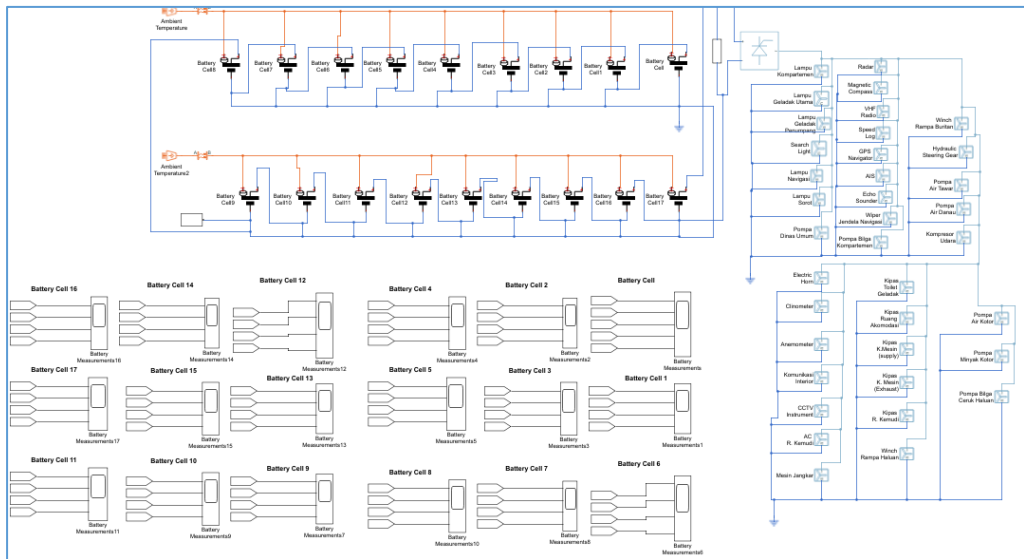 Ambient
Temperature
Battery
Cell8
Battery
Cell7
Battery
Cell6
Battery
Cell5
Battery
Cell4
Battery
Cell3
Battery
Cell2
Battery
Cell1
Battery
Cell
Ambient
Temperature2
Battery
Cell9
Battery
Cell10
Battery
Cell11
Battery
Cell12
Battery
Cell13
Battery
Cell14
Battery
Cell15
Battery
Cell16
Battery
Cell17
Lampu
Kompartemen
Lampu
Geladak Utama
Lampu
Geladak
Penumpang
Search
Light
Lampu
Navigasi
Lampu
Sorot
Pompa
Dinas Umum
Radar
Magnetic
Compass
VHF
Radio
Speed
Log
GPS
Navigator
AIS
Echo
Sounder
Wiper
Jendela Navigasi
Pompa Bilga
Kompartemen
Winch
Rampa Buritan
Hydraulic
Steering Gear
Pompa
Air Tawar
Pompa
Air Danau
Kompresor
Udara
Electric
Horn
Clinometer
Anemometer
Komunikasi
Interior
CCTV
Instrument
AC
R. Kemudi
Mesin Jangkar
Kipas
Toilet
Geladak
Kipas
Ruang
Akomodasi
Kipas
K.Mesin
(supply)
Kipas
K. Mesin
(Exhaust)
Kipas
R. Kemudi
Winch
Rampa Haluan
Pompa
Air Kotor
Pompa
Minyak Kotor
Pompa Bilga
Ceruk Haluan
Battery Cell 16
Battery
Measurements16
Battery Cell 14
Battery
Measurements14
Battery Cell 12
Battery
Measurements12
Battery Cell 4
Battery
Measurements4
Battery Cell 2
Battery
Measurements2
Battery Cell
Battery
Measurements
Battery Cell 17
Battery
Measurements17
Battery Cell 15
Battery
Measurements15
Battery Cell 13
Battery
Measurements13
Battery Cell 5
Battery
Measurements5
Battery Cell 3
Battery
Measurements3
Battery Cell 1
Battery
Measurements1
Battery Cell 11
Battery
Measurements11
Battery Cell 10
Battery
Measurements9
Battery Cell 9
Battery
Measurements7
Battery Cell 8
Battery
Measurements10
Battery Cell 7
Battery
Measurements8
Battery Cell 6
Battery
Measurements6